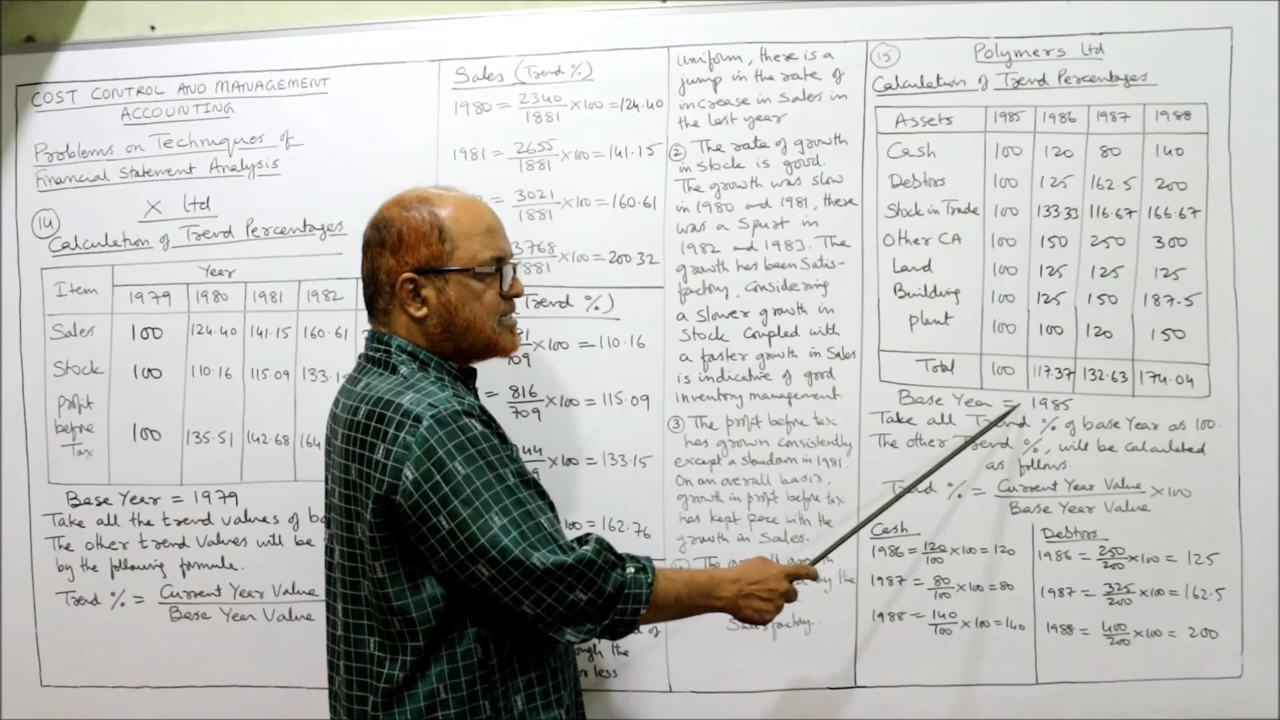 COST CONTROL AND MANAGEMENT
ACCOUNTING
Problems on Techniques of
Financial Statement Analysis
14
X Ltd
Calculation of Trend Percentages
Item Year
1979 1980 1981 1982
Sales 100 124.40 141.15 160.61
Stock 100 110.16 115.09 133.1
Profit
before
Tax 100 135.51 142.68 164
Base Year = 1979
Take all the trend values of
The other trend values will be
by the following formula.
Trend % = Current Year Value
Base Year Value
Sales (Trend %)
1980 = 2340/1881 × 100 = 124.40
1981 = 2655/1881 × 100 = 141.15
= 3021/1881 × 100 = 160.61
3768/1881 × 100 = 200.32
Trend %)
× 100 = 110.16
= 816/709 × 100 = 115.09
× 100 = 133.15
× 100 = 162.76
of
the
less
uniform, there is a
jump in the rate of
increase in Sales in
the last year
② The rate of growth
in stock is good.
The growth was slow
in 1980 and 1981, there
was a Spurt in
1982 and 1983. The
growth has been Satis-
factory, Considering
a slower growth in
Stock Coupled with
a faster growth in Sales
is indicative of good
inventory management.
③ The profit before tax
has grown consistently
except a slowdown in 1981.
On an overall basis,
growth in profit before tax
has kept pace with the
growth in Sales.
The
by the
Satisfactory.
15
Polymers Ltd
Calculation of Trend Percentages
Assets 1985 1986 1987 1988
Cash 100 120 80 140
Debtors 100 125 162.5 200
Stock in Trade 100 133.33 116.67 166.67
Other CA 100 150 250 300
Land 100 125 125 125
Building 100 125 150 187.5
Plant 100 100 120 150
Total 100 117.37 132.63 174.04
Base Year = 1985
Take all Trend % of base Year as 100.
The other Trend %, will be calculated
as follows.
Trend % = Current Year Value/Base Year Value × 100
Cash
1986 = 120/100 × 100 = 120
1987 = 80/100 × 100 = 80
1988 = 140/100 × 100 = 140
Debtors
1986 = 250/200 × 100 = 125
1987 = 325/200 × 100 = 162.5
1988 = 400/200 × 100 = 200